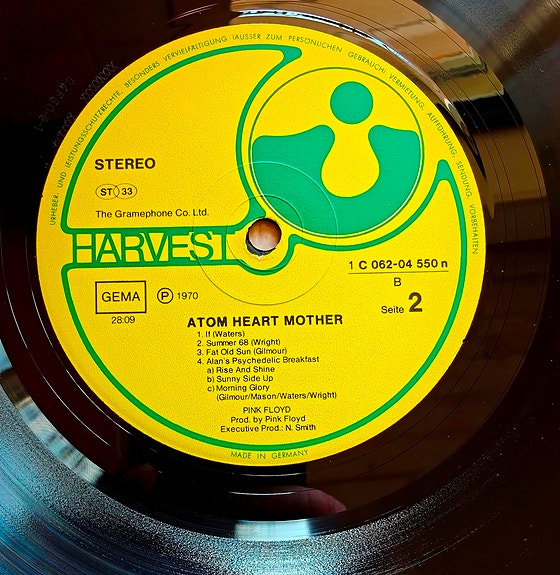 URHEBER- UND LEISTUNGSSCHUTZRECHTE, BESONDERS VERVIELFÄLTIGUNG (AUSSER ZUM PERSÖNLICHEN GEBRAUCH) VERMIETUNG, AUFFÜHRUNG, SENDUNG, VORBEHALTEN
STEREO
ST 33
The Gramephone Co. Ltd.
HARVEST
1 C 062-04 550 n
B
GEMA
Ⓟ 1970
Seite 2
28:09
ATOM HEART MOTHER
1. If (Waters)
2. Summer 68 (Wright)
3. Fat Old Sun (Gilmour)
4. Alan's Psychedelic Breakfast
a) Rise And Shine
b) Sunny Side Up
c) Morning Glory
(Gilmour/Mason/Waters/Wright)
PINK FLOYD
Prod. by Pink Floyd
Executive Prod.: N. Smith
MADE IN GERMANY